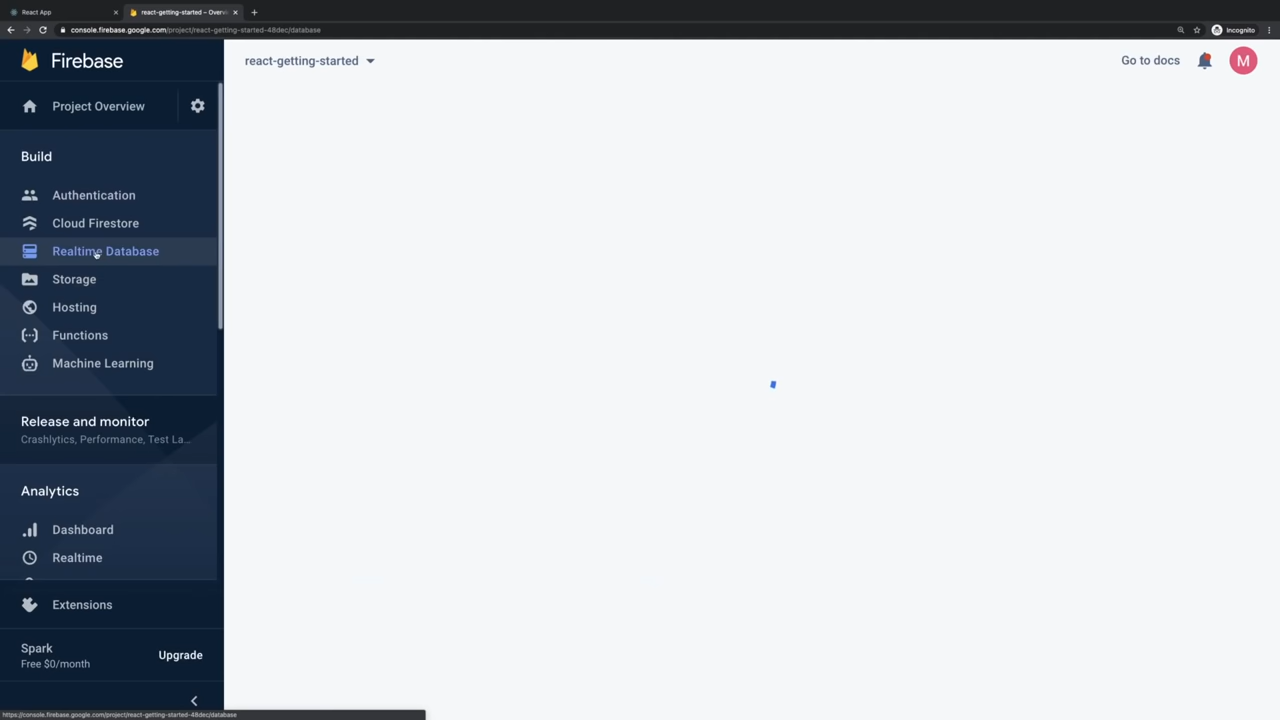 React App
react-getting-started – Overvi
console.firebase.google.com/project/react-getting-started-48dec/database
Incognito
Firebase
react-getting-started
Go to docs
M
Project Overview
Build
Authentication
Cloud Firestore
Realtime Database
Storage
Hosting
Functions
Machine Learning
Release and monitor
Crashlytics, Performance, Test La...
Analytics
Dashboard
Realtime
Extensions
Spark
Free $0/month
Upgrade
https://console.firebase.google.com/project/react-getting-started-48dec/database